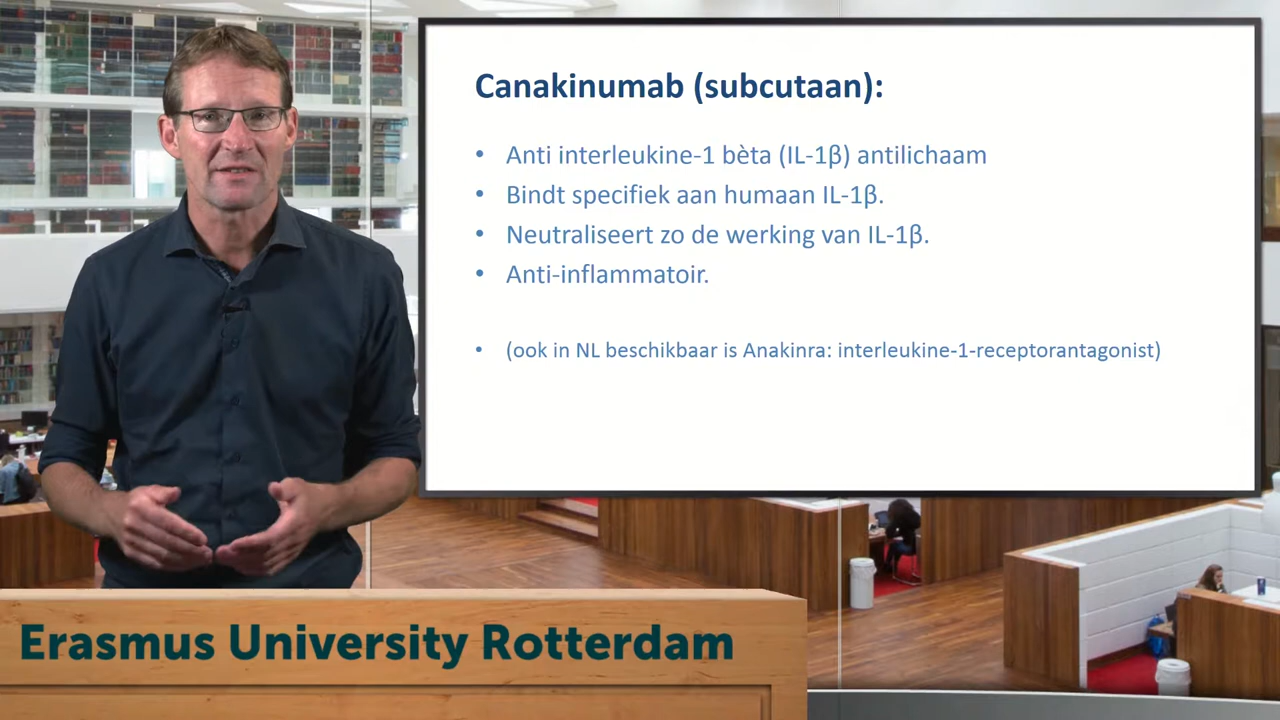 Canakinumab (subcutaan):
• Anti interleukine-1 bèta (IL-1β) antilichaam
• Bindt specifiek aan humaan IL-1β.
• Neutraliseert zo de werking van IL-1β.
• Anti-inflammatoir.
• (ook in NL beschikbaar is Anakinra: interleukine-1-receptorantagonist)
Erasmus University Rotterdam